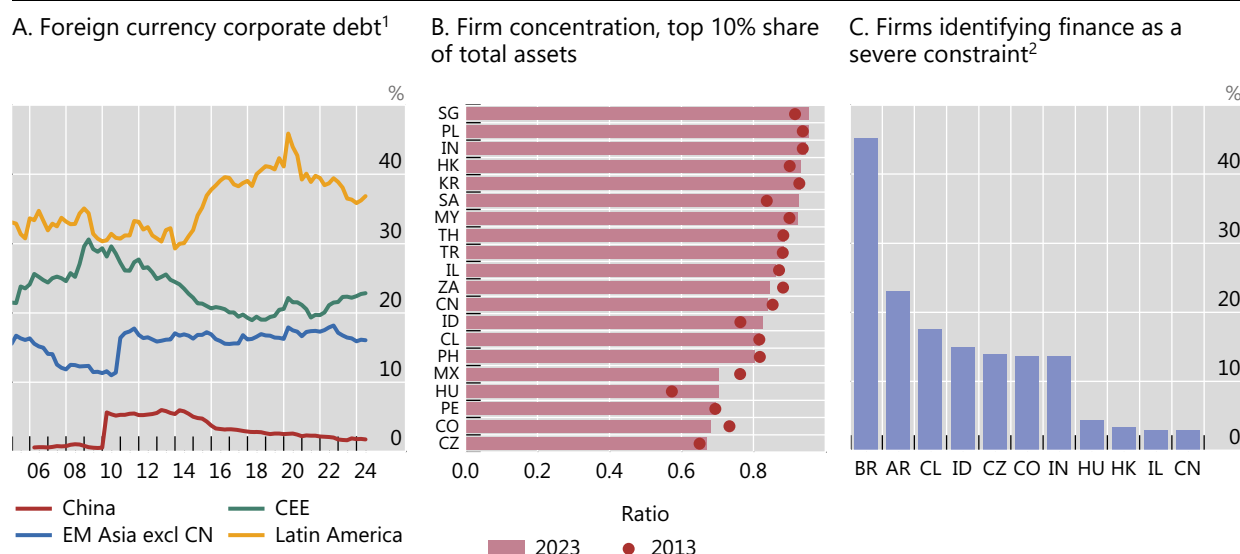 A. Foreign currency corporate debt1
%
40
30
20
10
0
06 08 10 12 14 16 18 20 22 24
China CEE
EM Asia excl CN Latin America
B. Firm concentration, top 10% share
of total assets
SG
PL
IN
HK
KR
SA
MY
TH
TR
IL
ZA
CN
ID
CL
PH
MX
HU
PE
CO
CZ
0.0 0.2 0.4 0.6 0.8
Ratio
2023 2013
C. Firms identifying finance as a
severe constraint2
%
40
30
20
10
0
BR AR CL ID CZ CO IN HU HK IL CN